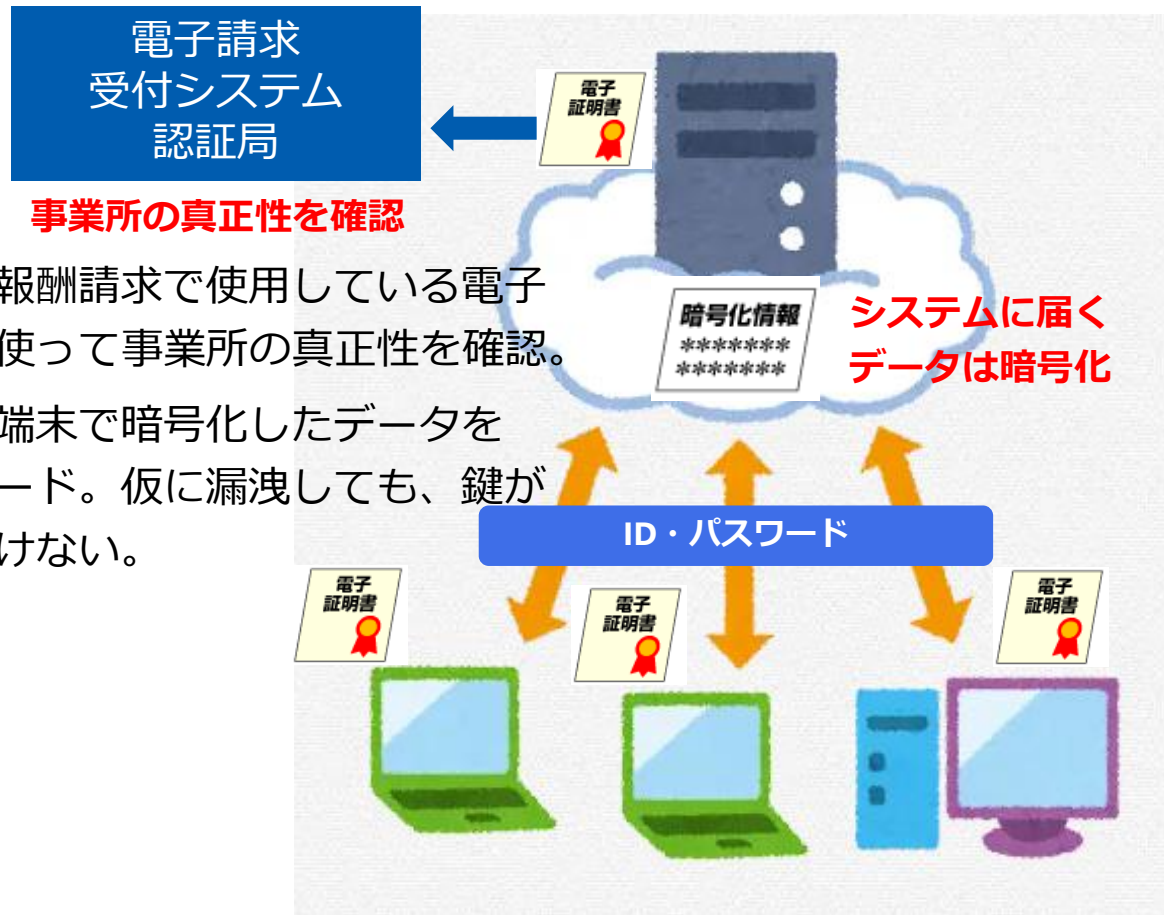 電子請求
受付システム
認証局
電子
証明書
事業所の真正性を確認
報酬請求で使用している電子
使って事業所の真正性を確認。
端末で暗号化したデータを
ード。仮に漏洩しても、鍵が
けない。
暗号化情報
*******
*******
システムに届く
データは暗号化
ID・パスワード
電子
証明書
電子
証明書
電子
証明書